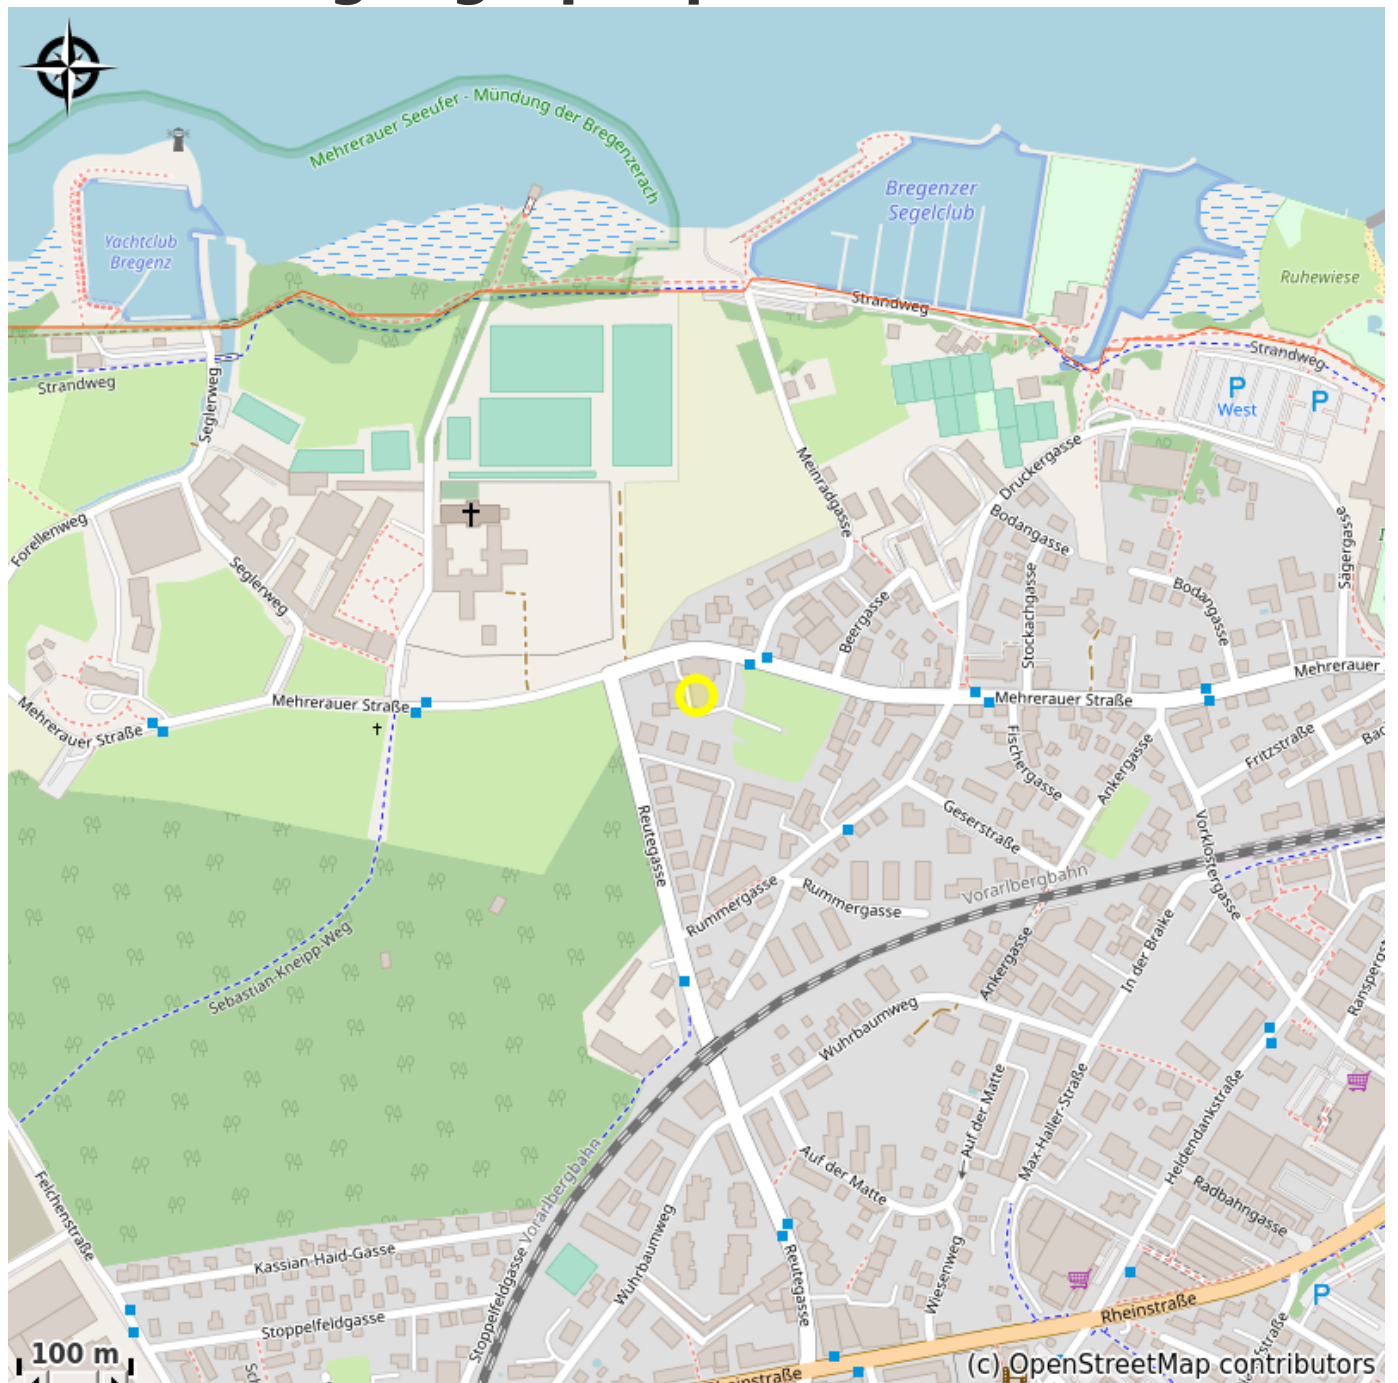 Mehrerauer Seeufer - Mündung der Bregenzerach
Bregenzer
Segelclub
Yachtclub
Bregenz
Ruhewiese
Strandweg
Strandweg
Strandweg
P
P
West
Seglerweg
Meinradgasse
Druckergasse
Bodangasse
Sägergasse
Forellenweg
Seglerweg
Stockachgasse
Bodangasse
Beergasse
Mehrerauer
Mehrerauer Straße
Mehrerauer Straße
Mehrerauer Straße
Fischergasse
Ankergasse
Fritzstraße
Reutegasse
Geserstraße
Vorklostergasse
Vorarlbergbahn
Rummergasse
Rummergasse
Sebastian-Kneipp-Weg
Ankergasse
In der Braike
Wuhrbaumweg
Auf der Matte
Max-Haller-Straße
Heldendankstraße
Auf der Matte
Radbahngasse
Feichenstraße
Vorarlbergbahn
Kassian-Haid-Gasse
Wuhrbaumweg
Reutegasse
Wiesenweg
Stoppelfeldgasse
Stoppelfeldgasse
Rheinstraße
P
100 m
(c) OpenStreetMap contributors